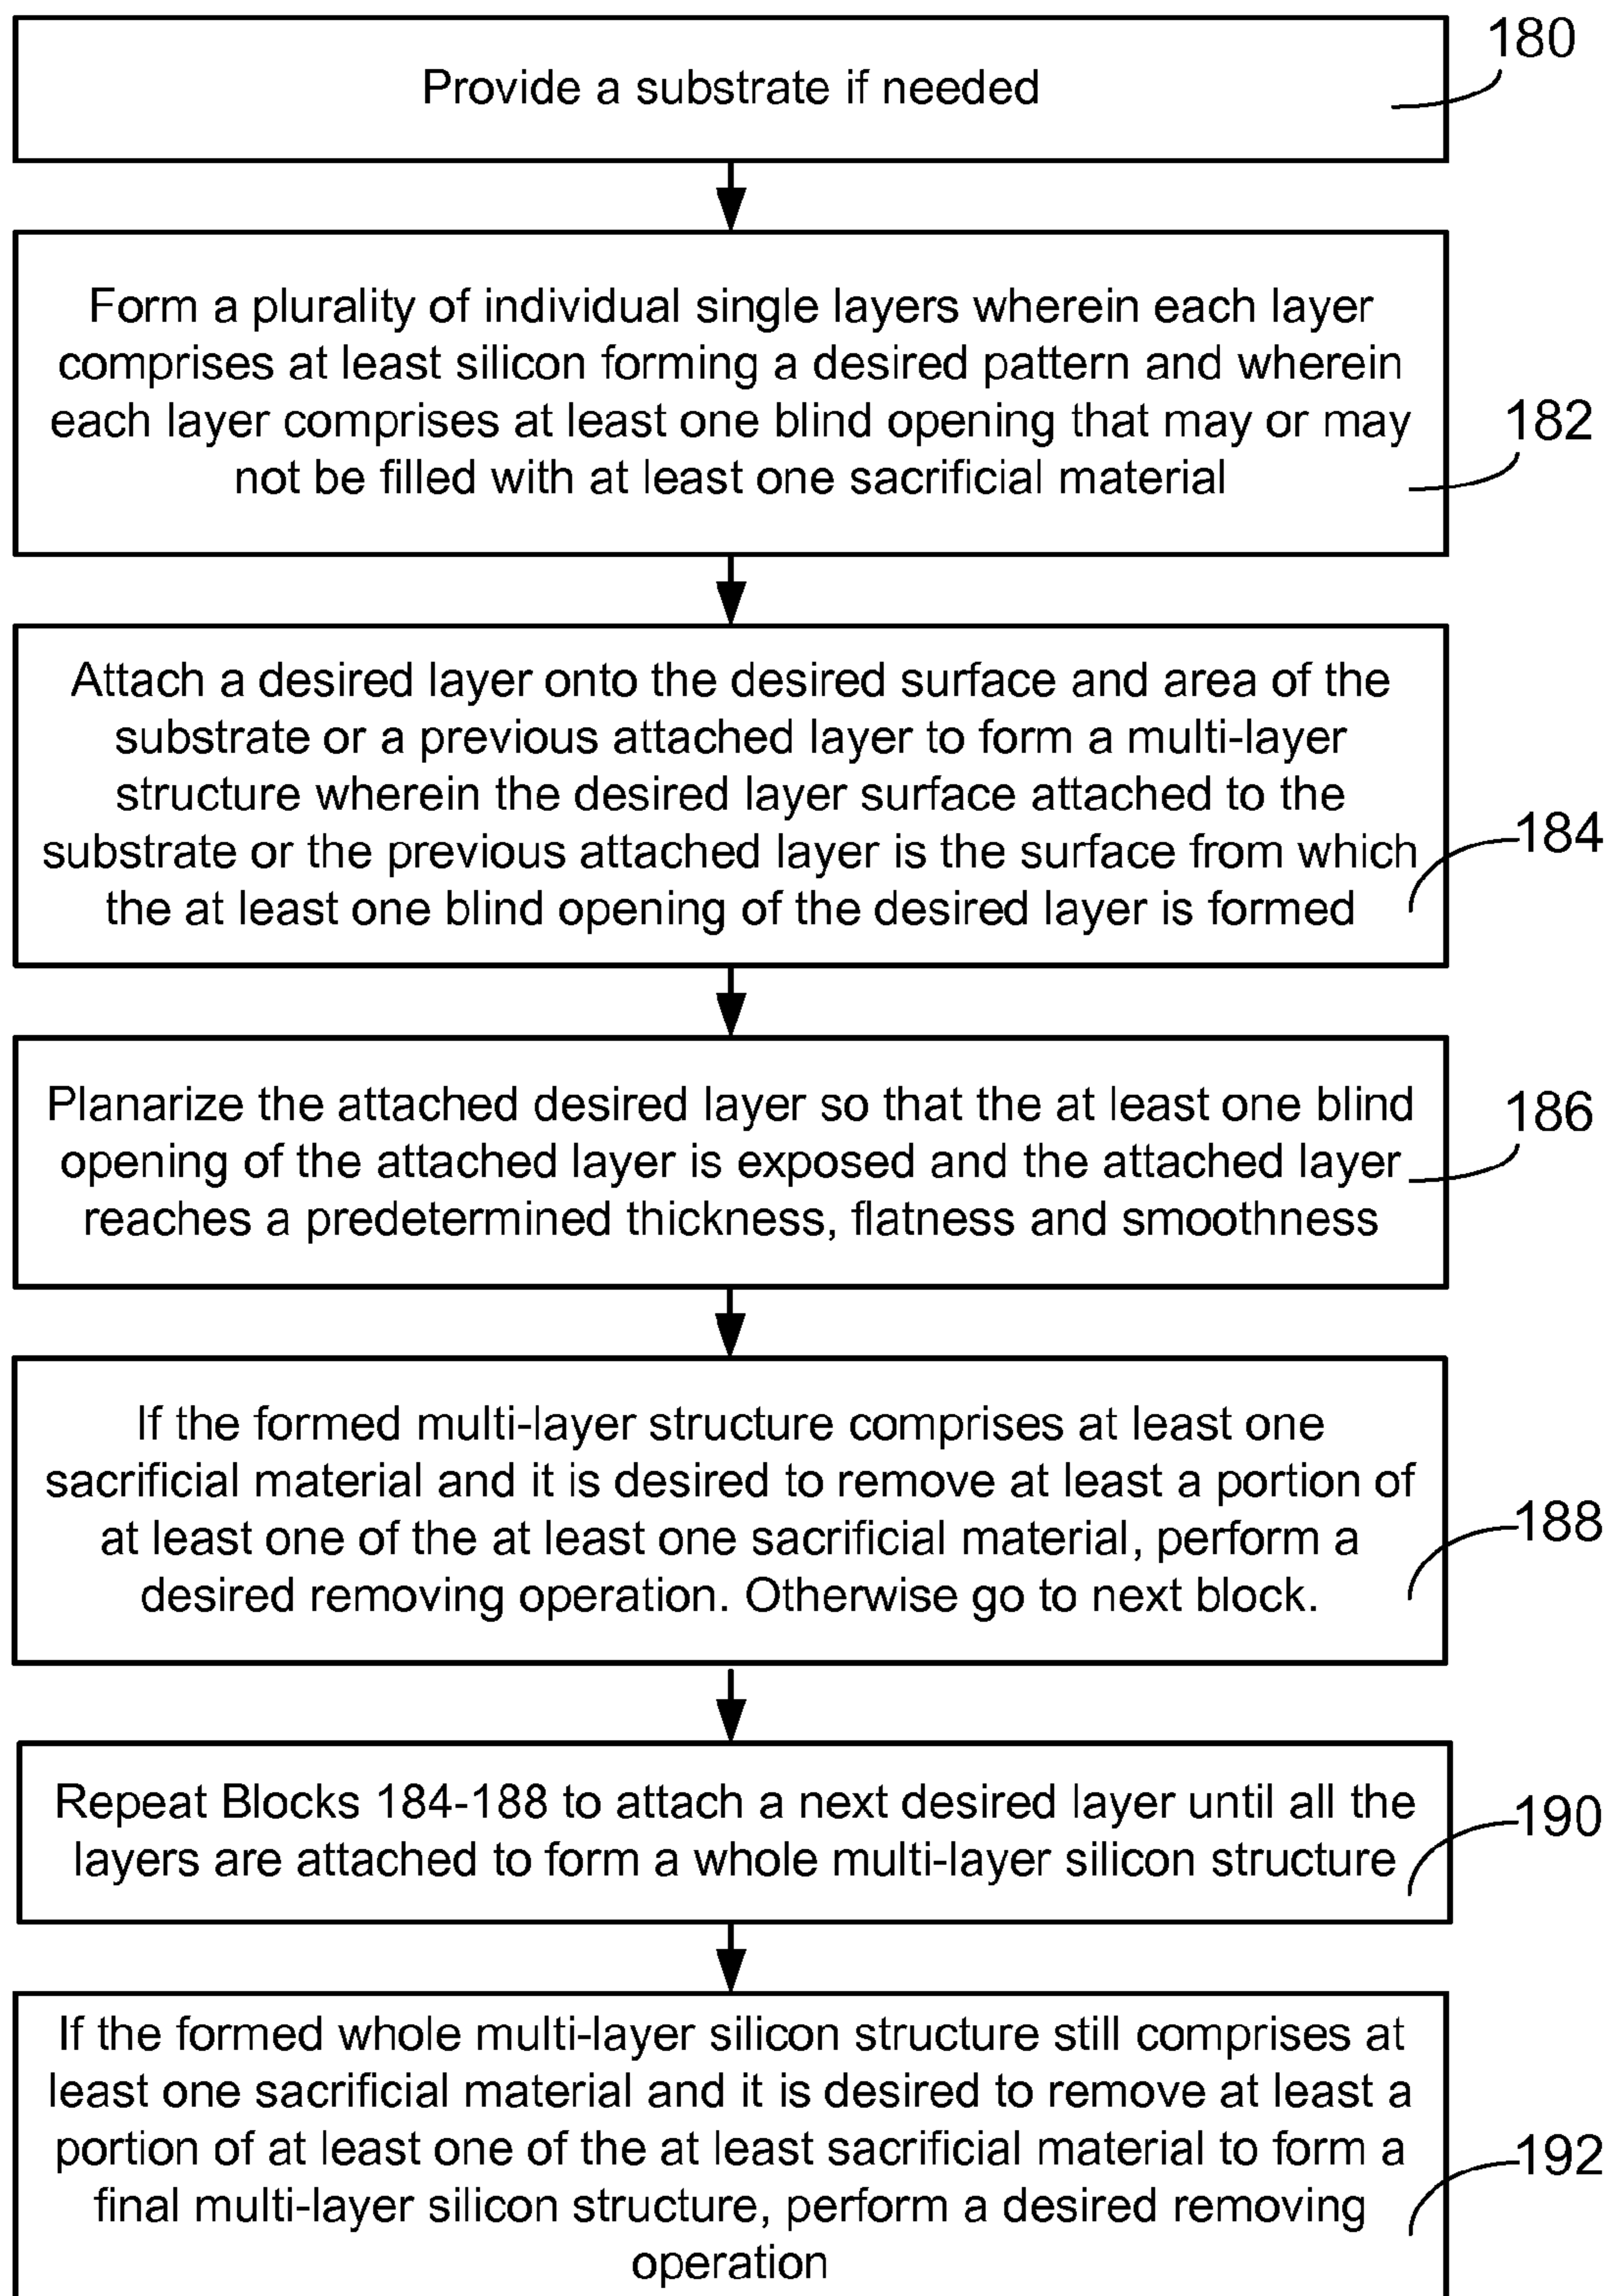 180
Provide a substrate if needed
Form a plurality of individual single layers wherein each layer
comprises at least silicon forming a desired pattern and wherein
each layer comprises at least one blind opening that may or may
not be filled with at least one sacrificial material
182
Attach a desired layer onto the desired surface and area of the
substrate or a previous attached layer to form a multi-layer
structure wherein the desired layer surface attached to the
substrate or the previous attached layer is the surface from which
the at least one blind opening of the desired layer is formed
184
Planarize the attached desired layer so that the at least one blind
opening of the attached layer is exposed and the attached layer
reaches a predetermined thickness, flatness and smoothness
186
If the formed multi-layer structure comprises at least one
sacrificial material and it is desired to remove at least a portion of
at least one of the at least one sacrificial material, perform a
desired removing operation. Otherwise go to next block.
188
Repeat Blocks 184-188 to attach a next desired layer until all the
layers are attached to form a whole multi-layer silicon structure
190
If the formed whole multi-layer silicon structure still comprises at
least one sacrificial material and it is desired to remove at least a
portion of at least one of the at least sacrificial material to form a
final multi-layer silicon structure, perform a desired removing
operation
192